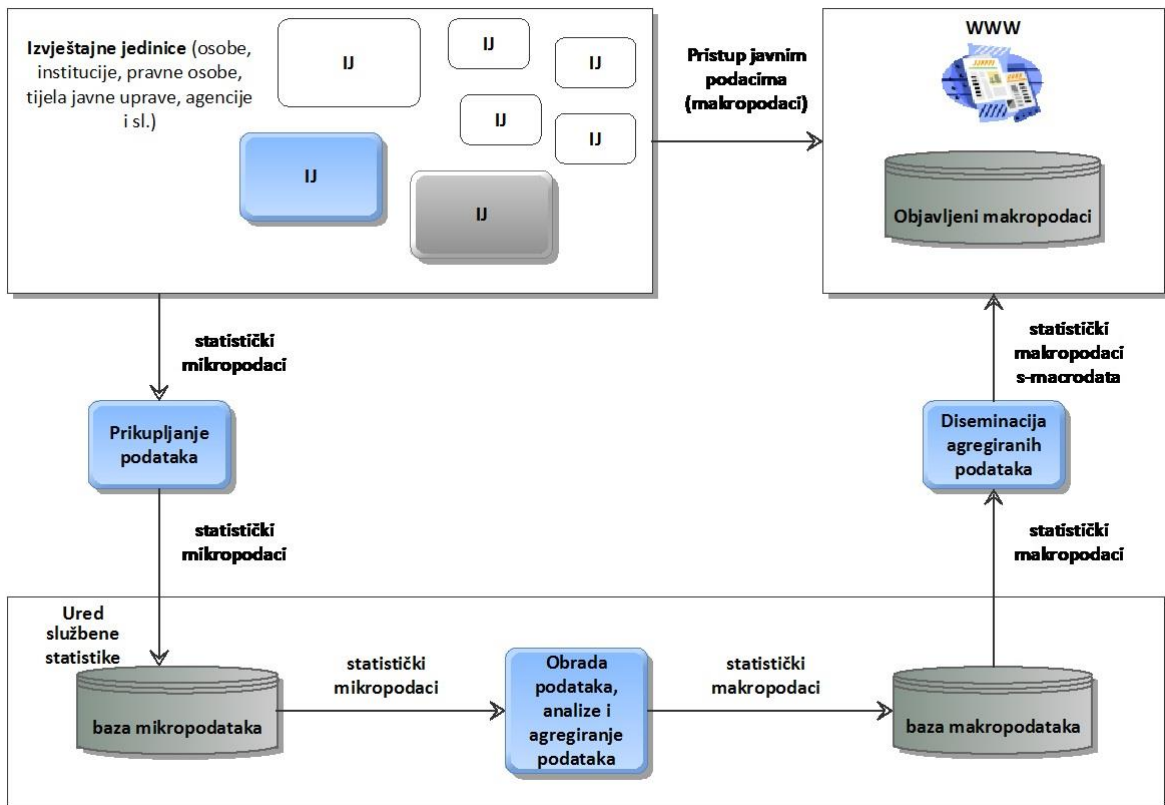 Izvještajne jedinice (osobe,
institucije, pravne osobe,
tijela javne uprave, agencije
i sl.)
IJ
IJ
IJ
IJ
IJ
IJ
IJ
Pristup javnim
podacima
(makropodaci)
WWW
Objavljeni makropodaci
statistički
mikropodaci
statistički
makropodaci
s-macrodata
Prikupljanje
podataka
Diseminacija
agregiranih
podataka
statistički
mikropodaci
statistički
makropodaci
Ured
službene
statistike
baza mikropodataka
statistički
mikropodaci
Obrada
podataka,
analize i
agregiranje
podataka
statistički
makropodaci
baza makropodataka